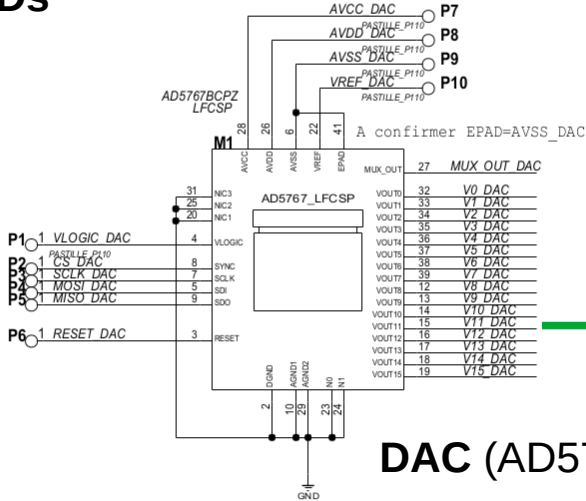 Ds
AVCC_DAC P7
PASTILLE_P110
AVDD_DAC P8
PASTILLE_P110
AVSS_DAC P9
PASTILLE_P110
VREF_DAC P10
PASTILLE_P110
AD5767BCPZ
LFCSP
28 26 6 22 41
A confirmer EPAD=AVSS_DAC
M1
AVCC AVDD AVSS VREF EPAD
MUX_OUT 27 MUX_OUT_DAC
AD5767_LFCSP
31 NIC3
25 NIC2
20 NIC1
P1 1 VLOGIC_DAC 4 VLOGIC
PASTILLE_P110
P2 1 CS_DAC 8 SYNC
P3 1 SCLK_DAC 7 SCLK
P4 1 MOSI_DAC 5 SDI
P5 1 MISO_DAC 9 SDO
P6 1 RESET_DAC 3 RESET
VOUT0 32 V0_DAC
VOUT1 33 V1_DAC
VOUT2 34 V2_DAC
VOUT3 35 V3_DAC
VOUT4 36 V4_DAC
VOUT5 37 V5_DAC
VOUT6 38 V6_DAC
VOUT7 39 V7_DAC
VOUT8 12 V8_DAC
VOUT9 13 V9_DAC
VOUT10 14 V10_DAC
VOUT11 15 V11_DAC
VOUT12 16 V12_DAC
VOUT13 17 V13_DAC
VOUT14 18 V14_DAC
VOUT15 19 V15_DAC
DGND AGND1 AGND2 N0 N1
2 10 29 23 24
GND
DAC (AD57